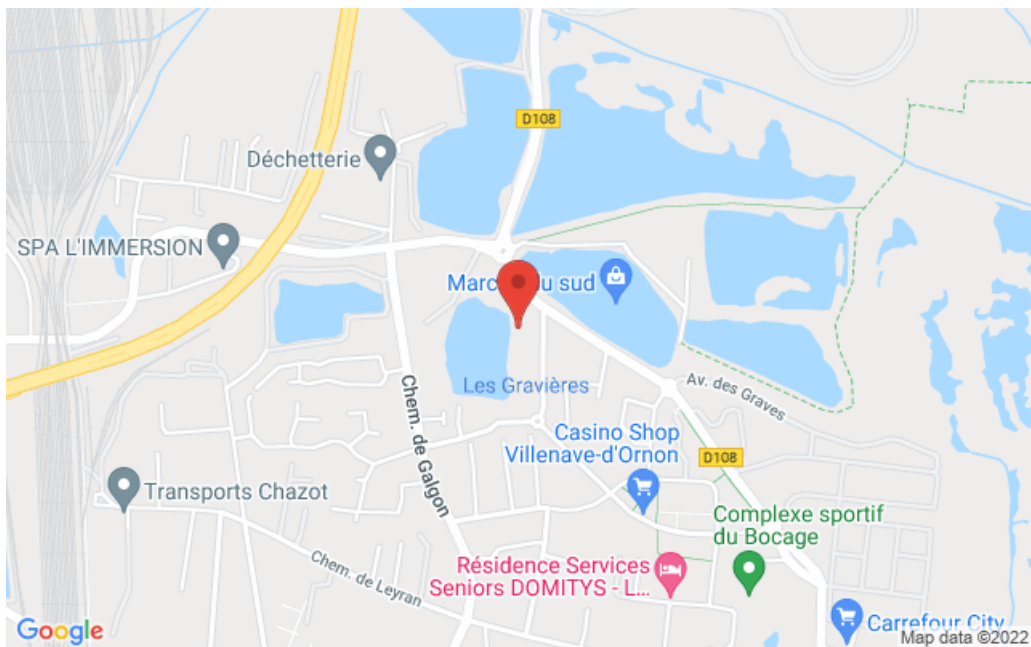 D108
Déchetterie
SPA L'IMMERSION
du sud
Les Gravières
Chem. de Galgon
Av. des Graves
Casino Shop
Villenave-d'Ornon
D108
Transports Chazot
Complexe sportif
du Bocage
Chem. de Leyran
Résidence Services
Seniors DOMITYS - L...
Carrefour City
Google
Map data ©2022